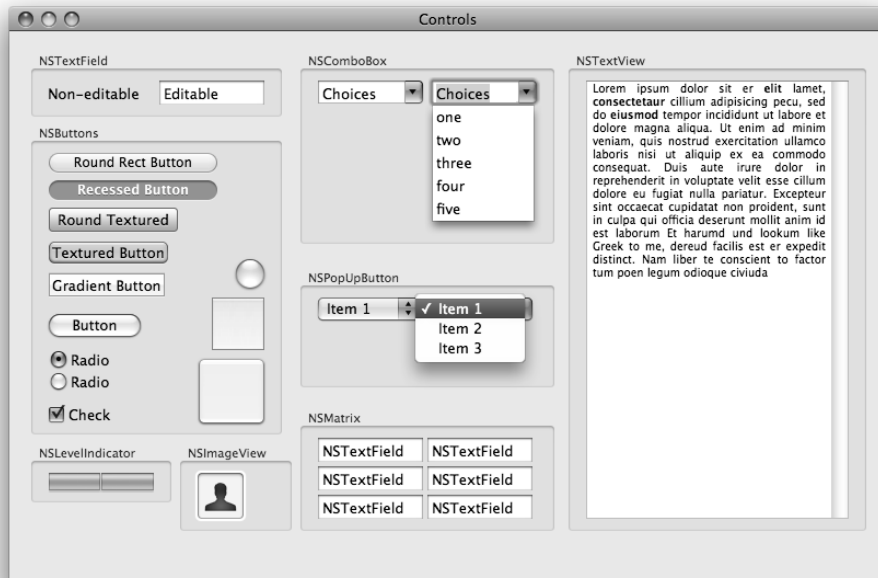 Controls
NSTextField
Non-editable
Editable
NSButtons
Round Rect Button
Recessed Button
Round Textured
Textured Button
Gradient Button
Button
Radio
Radio
Check
NSLevelIndicator
NSImageView
NSComboBox
Choices
Choices
one
two
three
four
five
NSPopUpButton
Item 1
Item 1
Item 2
Item 3
NSMatrix
NSTextField NSTextField
NSTextField NSTextField
NSTextField NSTextField
NSTextView
Lorem ipsum dolor sit er elit lamet,
consectetaur cillium adipisicing pecu, sed
do eiusmod tempor incididunt ut labore et
dolore magna aliqua. Ut enim ad minim
veniam, quis nostrud exercitation ullamco
laboris nisi ut aliquip ex ea commodo
consequat. Duis aute irure dolor in
reprehenderit in voluptate velit esse cillum
dolore eu fugiat nulla pariatur. Excepteur
sint occaecat cupidatat non proident, sunt
in culpa qui officia deserunt mollit anim id
est laborum Et harumd und lookum like
Greek to me, dereud facilis est er expedit
distinct. Nam liber te conscient to factor
tum poen legum odioque civiuda